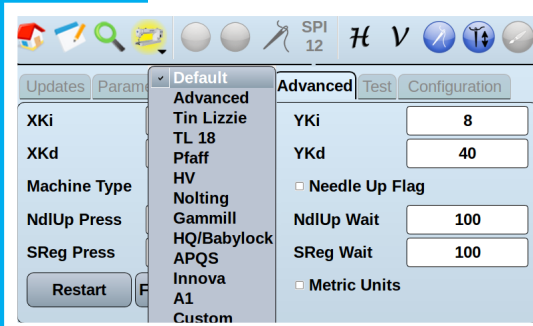 SPI
12
H V
Updates Parame Advanced Test Configuration
✓ Default
Advanced
Tin Lizzie
TL 18
Pfaff
HV
Nolting
Gammill
HQ/Babylock
APQS
Innova
A1
Custom
XKi
YKi 8
XKd
YKd 40
Machine Type
Needle Up Flag
NdlUp Press
NdlUp Wait 100
SReg Press
SReg Wait 100
Restart F
Metric Units